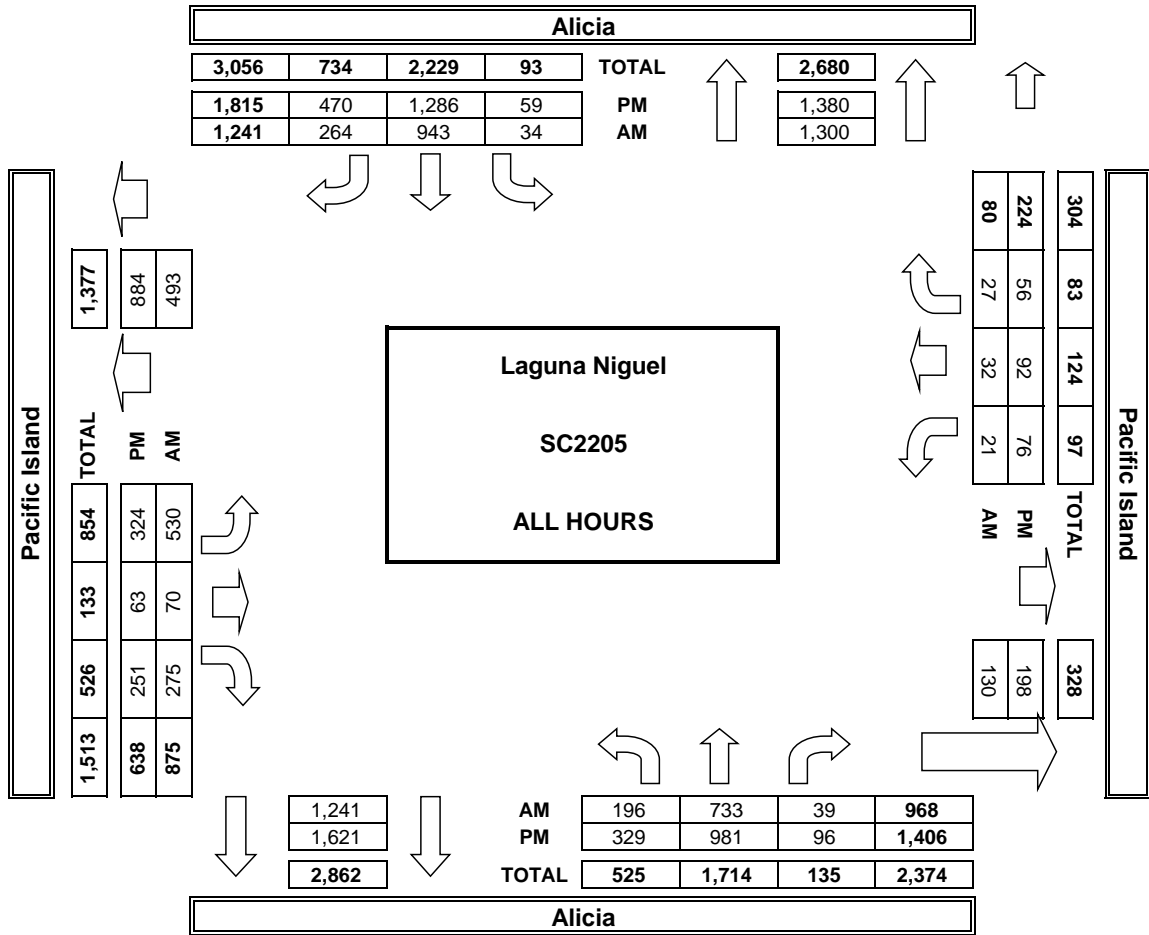 Alicia
3,056 734 2,229 93 TOTAL 2,680
1,815 470 1,286 59 PM 1,380
1,241 264 943 34 AM 1,300
Pacific Island
1,377
884
493
TOTAL 854 133 526 1,513
PM 324 63 251 638
AM 530 70 275 875
Laguna Niguel
SC2205
ALL HOURS
304 83 124 97 TOTAL 328
224 56 92 76 PM 198
80 27 32 21 AM 130
Pacific Island
1,241 AM 196 733 39 968
1,621 PM 329 981 96 1,406
2,862 TOTAL 525 1,714 135 2,374
Alicia